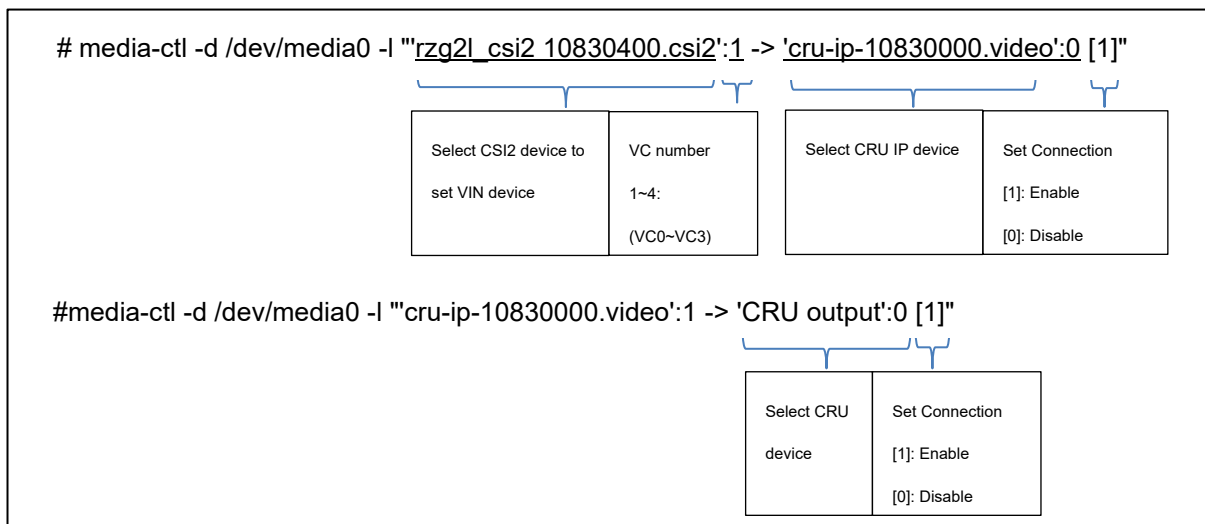 # media-ctl -d /dev/media0 -l "'rzg2l_csi2 10830400.csi2':1 -> 'cru-ip-10830000.video':0 [1]"
Select CSI2 device to
set VIN device
VC number
1~4:
(VC0~VC3)
Select CRU IP device
Set Connection
[1]: Enable
[0]: Disable
#media-ctl -d /dev/media0 -l "'cru-ip-10830000.video':1 -> 'CRU output':0 [1]"
Select CRU
device
Set Connection
[1]: Enable
[0]: Disable